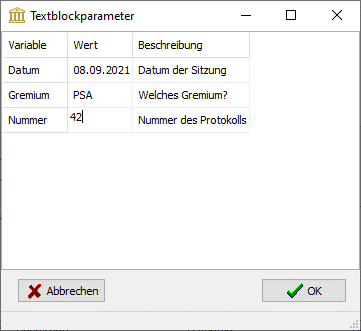 Textblockparameter
Variable Wert Beschreibung
Datum 08.09.2021 Datum der Sitzung
Gremium PSA Welches Gremium?
Nummer 42 Nummer des Protokolls
Abbrechen OK